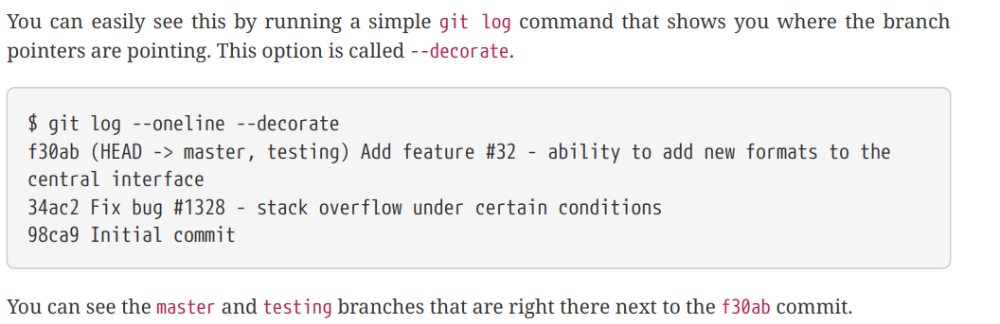 You can easily see this by running a simple git log command that shows you where the branch
pointers are pointing. This option is called --decorate.
$ git log --oneline --decorate
f30ab (HEAD -> master, testing) Add feature #32 - ability to add new formats to the
central interface
34ac2 Fix bug #1328 - stack overflow under certain conditions
98ca9 Initial commit
You can see the master and testing branches that are right there next to the f30ab commit.